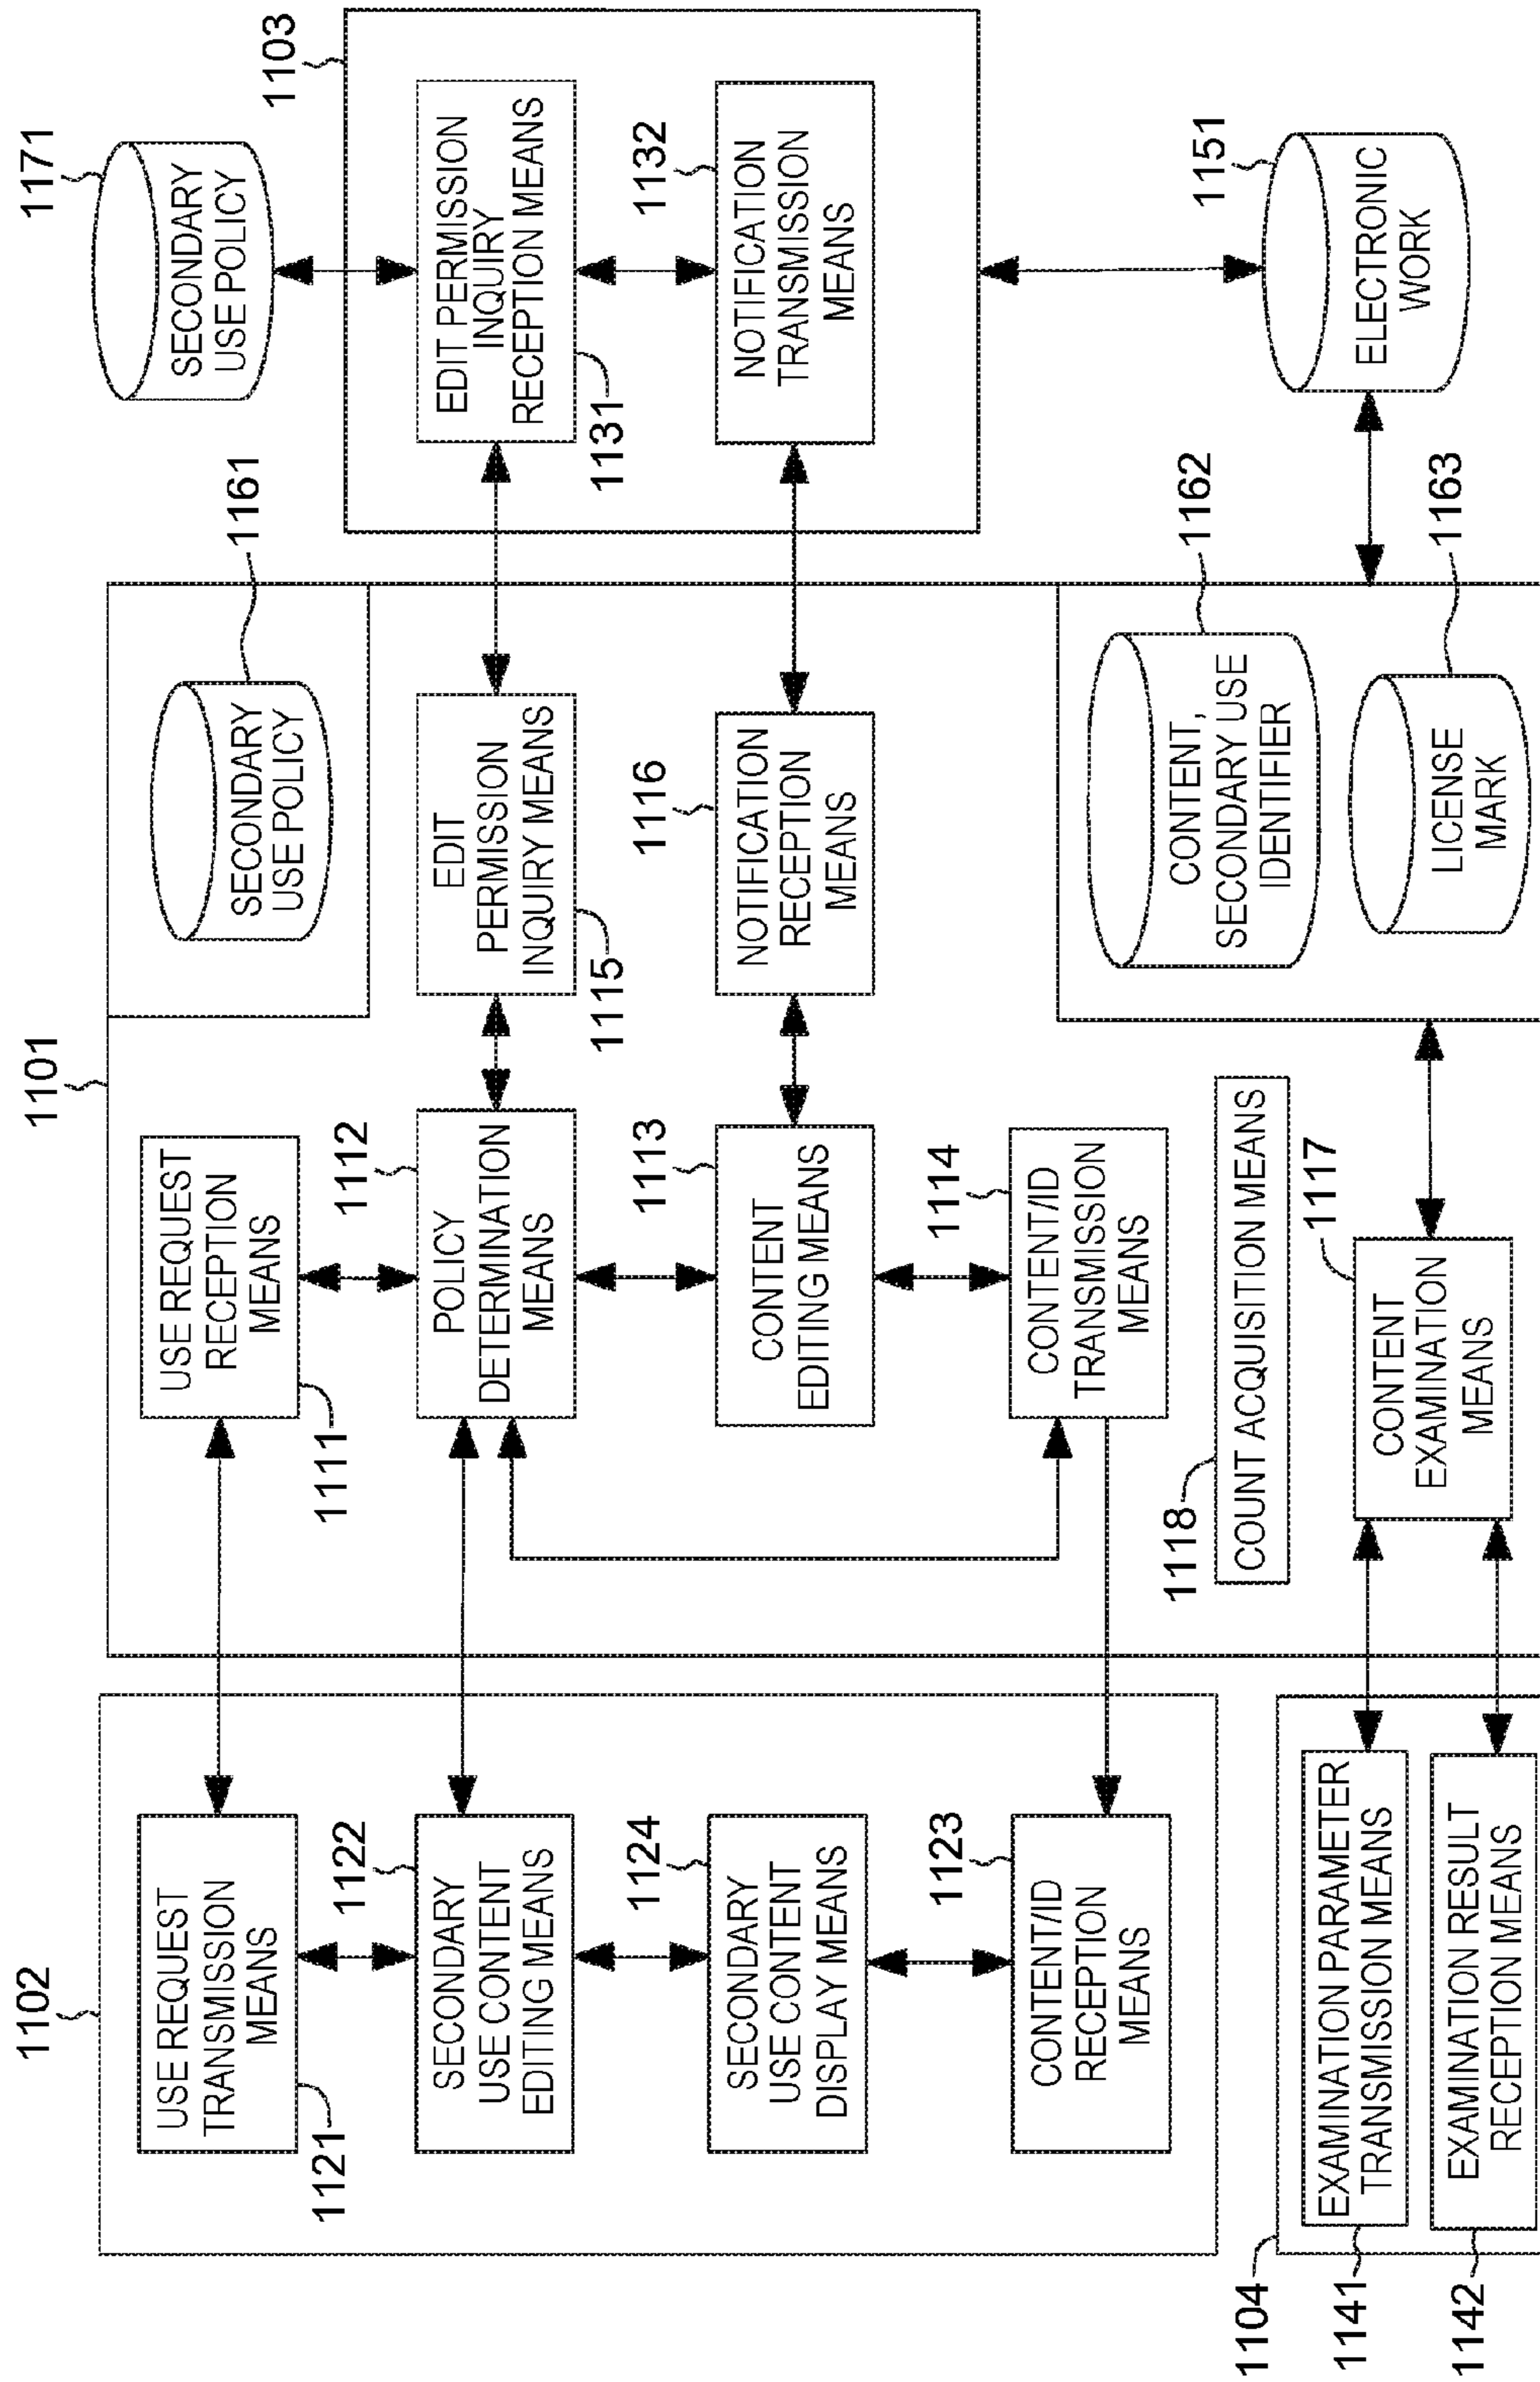 1102
USE REQUEST
TRANSMISSION
MEANS
1121
SECONDARY
USE CONTENT
EDITING MEANS
1122
SECONDARY
USE CONTENT
DISPLAY MEANS
1124
CONTENT/ID
RECEPTION
MEANS
1123
1104
EXAMINATION PARAMETER
TRANSMISSION MEANS
1141
EXAMINATION RESULT
RECEPTION MEANS
1142
1101
USE REQUEST
RECEPTION
MEANS
1111
POLICY
DETERMINATION
MEANS
1112
CONTENT
EDITING MEANS
1113
CONTENT/ID
TRANSMISSION
MEANS
1114
1118
COUNT ACQUISITION MEANS
CONTENT
EXAMINATION
MEANS
1117
SECONDARY
USE POLICY
1161
EDIT
PERMISSION
INQUIRY MEANS
1115
NOTIFICATION
RECEPTION
MEANS
1116
CONTENT,
SECONDARY USE
IDENTIFIER
1162
LICENSE
MARK
1163
SECONDARY
USE POLICY
1171
1103
EDIT PERMISSION
INQUIRY
RECEPTION MEANS
1131
NOTIFICATION
TRANSMISSION
MEANS
1132
ELECTRONIC
WORK
1151